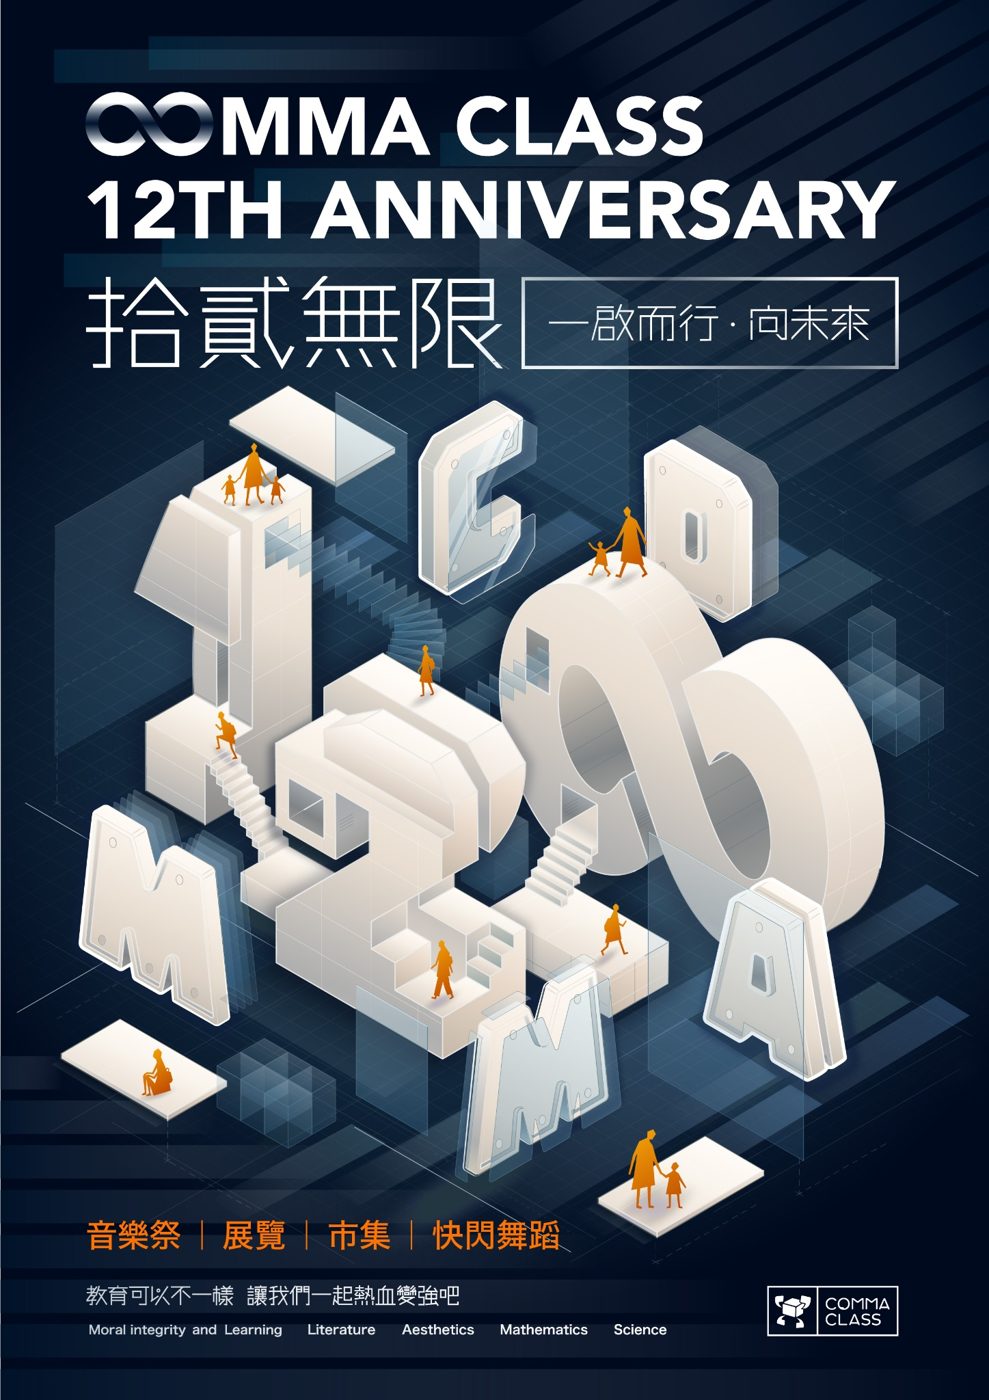 COMMA CLASS
12TH ANNIVERSARY
拾貳無限
一啟而行·向未來
C O
12∞
M M A
音樂祭｜展覽｜市集｜快閃舞蹈
教育可以不一樣 讓我們一起熱血變強吧
Moral integrity and Learning Literature Aesthetics Mathematics Science
COMMA
CLASS